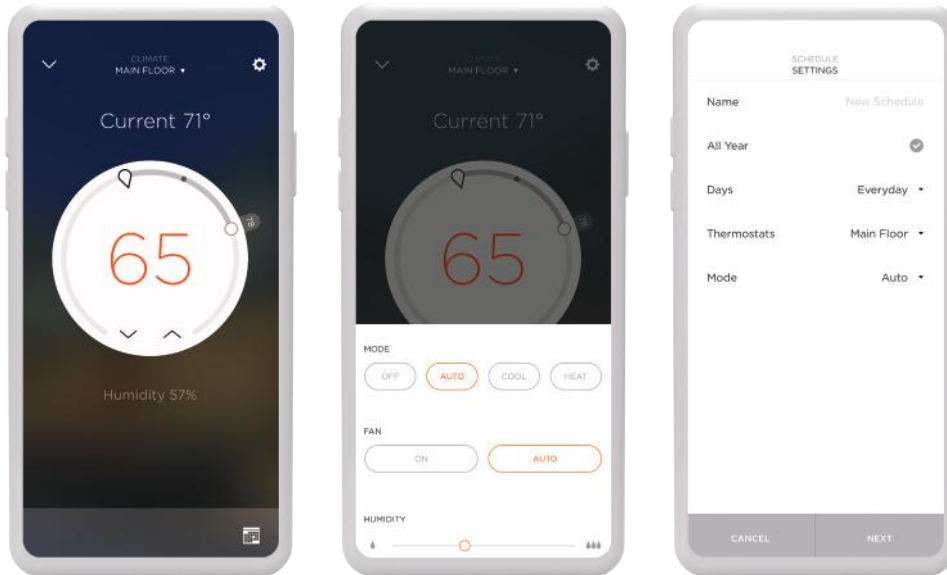 CLIMATE
MAIN FLOOR
Current 71°
78
65
Humidity 57%
CLIMATE
MAIN FLOOR
Current 71°
78
65
MODE
OFF AUTO COOL HEAT
FAN
ON AUTO
HUMIDITY
SCHEDULE
SETTINGS
Name New Schedule
All Year
Days Everyday
Thermostats Main Floor
Mode Auto
CANCEL NEXT